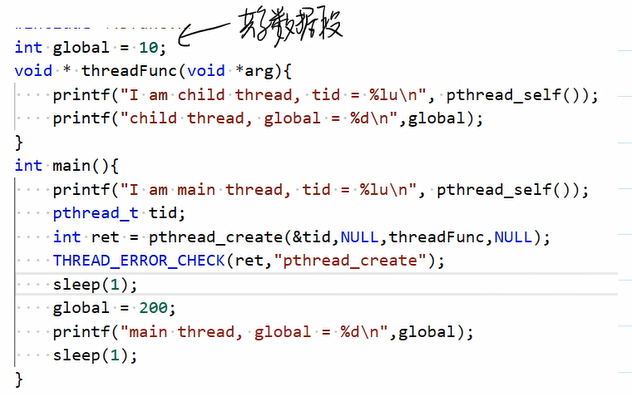 int global = 10; 共享数据段
void * threadFunc(void *arg){
    printf("I am child thread, tid = %lu\n", pthread_self());
    printf("child thread, global = %d\n",global);
}
int main(){
    printf("I am main thread, tid = %lu\n", pthread_self());
    pthread_t tid;
    int ret = pthread_create(&tid,NULL,threadFunc,NULL);
    THREAD_ERROR_CHECK(ret,"pthread_create");
    sleep(1);
    global = 200;
    printf("main thread, global = %d\n",global);
    sleep(1);
}